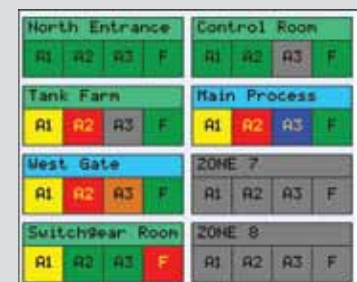 North Entrance
A1 A2 A3 F
Control Room
A1 A2 A3 F
Tank Farm
A1 A2 A3 F
Main Process
A1 A2 A3 F
West Gate
A1 A2 A3 F
ZONE 7
A1 A2 A3 F
Switchgear Room
A1 A2 A3 F
ZONE 8
A1 A2 A3 F